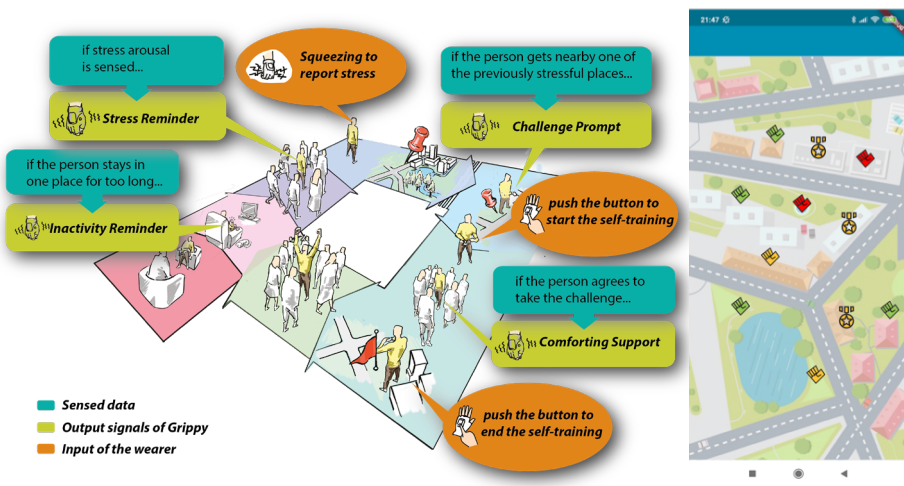 if stress arousal
is sensed...
Stress Reminder
Squeezing to
report stress
if the person gets nearby one of
the previously stressful places...
Challenge Prompt
if the person stays in
one place for too long...
Inactivity Reminder
push the button to
start the self-training
if the person agrees to
take the challenge...
Comforting Support
push the button to
end the self-training
Sensed data
Output signals of Grippy
Input of the wearer
21:47